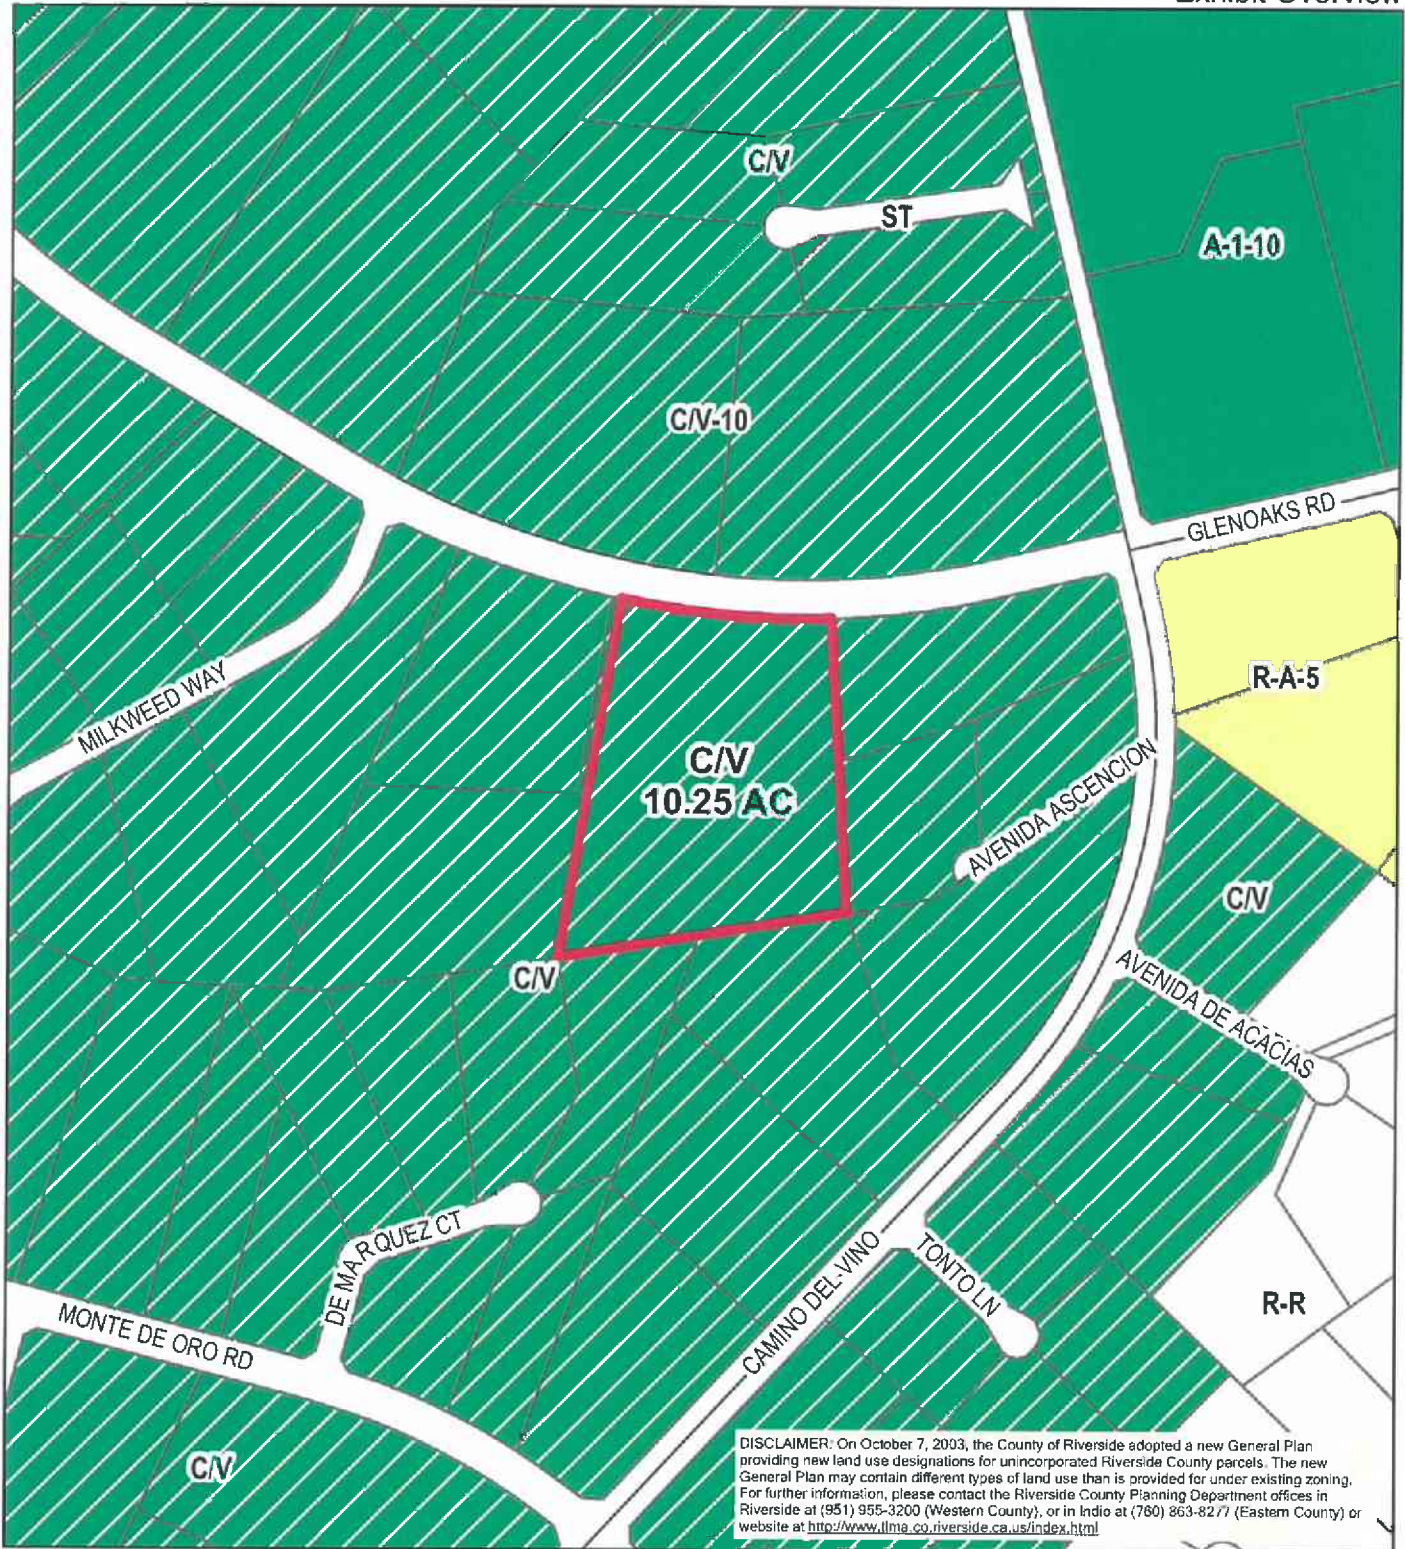 C/V
ST
A-1-10
C/V-10
GLENOAKS RD
R-A-5
MILKWEED WAY
C/V
10.25 AC
AVENIDA ASCENCION
C/V
C/V
AVENIDA DE ACACIAS
DE MARQUEZ CT
TONTO LN
CAMINO DEL VINO
R-R
MONTE DE ORO RD
C/V
DISCLAIMER: On October 7, 2003, the County of Riverside adopted a new General Plan
providing new land use designations for unincorporated Riverside County parcels. The new
General Plan may contain different types of land use than is provided for under existing zoning.
For further information, please contact the Riverside County Planning Department offices in
Riverside at (951) 955-3200 (Western County), or in Indio at (760) 863-8277 (Eastern County) or
website at http://www.tlma.co.riverside.ca.us/index.html